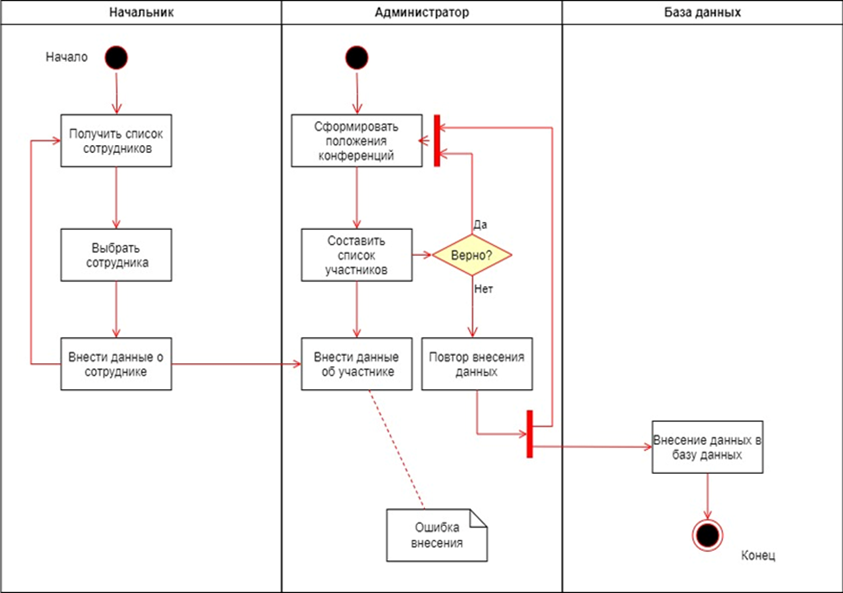 Начальник
Администратор
База данных
Начало
Получить список
сотрудников
Сформировать
положения
конференций
Да
Выбрать
сотрудника
Составить
список
участников
Верно?
Нет
Внести данные о
сотруднике
Внести данные
об участнике
Повтор внесения
данных
Внесение данных в
базу данных
Ошибка
внесения
Конец